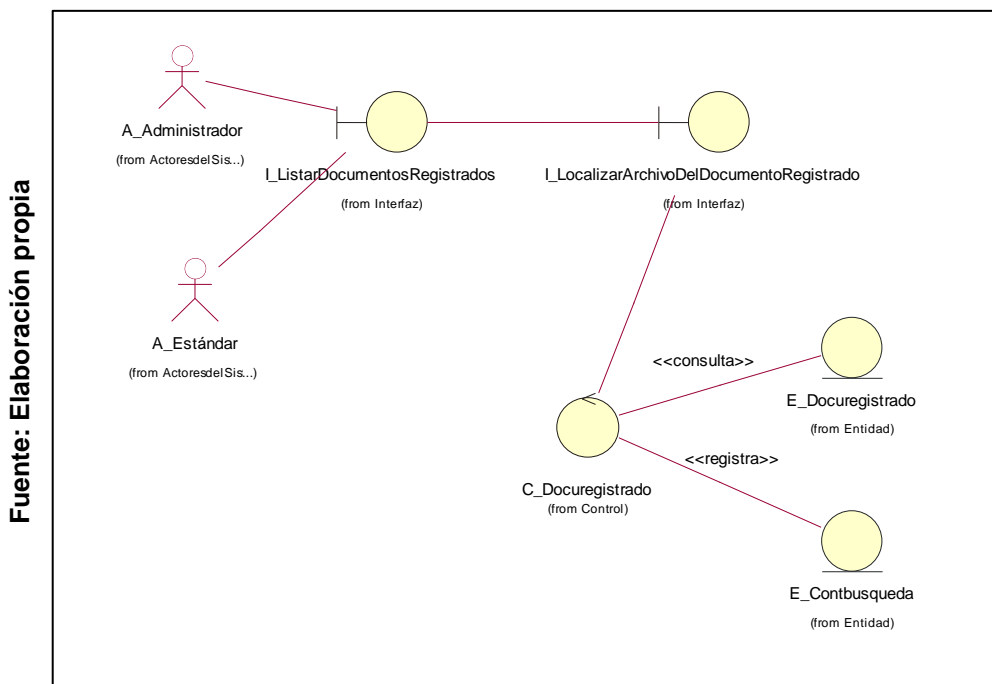 Fuente: Elaboración propia
A_Administrador
(from ActoresdelSis...)
I_ListarDocumentosRegistrados
(from Interfaz)
I_LocalizarArchivoDelDocumentoRegistrado
(from Interfaz)
A_Estándar
(from ActoresdelSis...)
<<consulta>>
E_Docuregistrado
(from Entidad)
<<registra>>
C_Docuregistrado
(from Control)
E_Contbusqueda
(from Entidad)